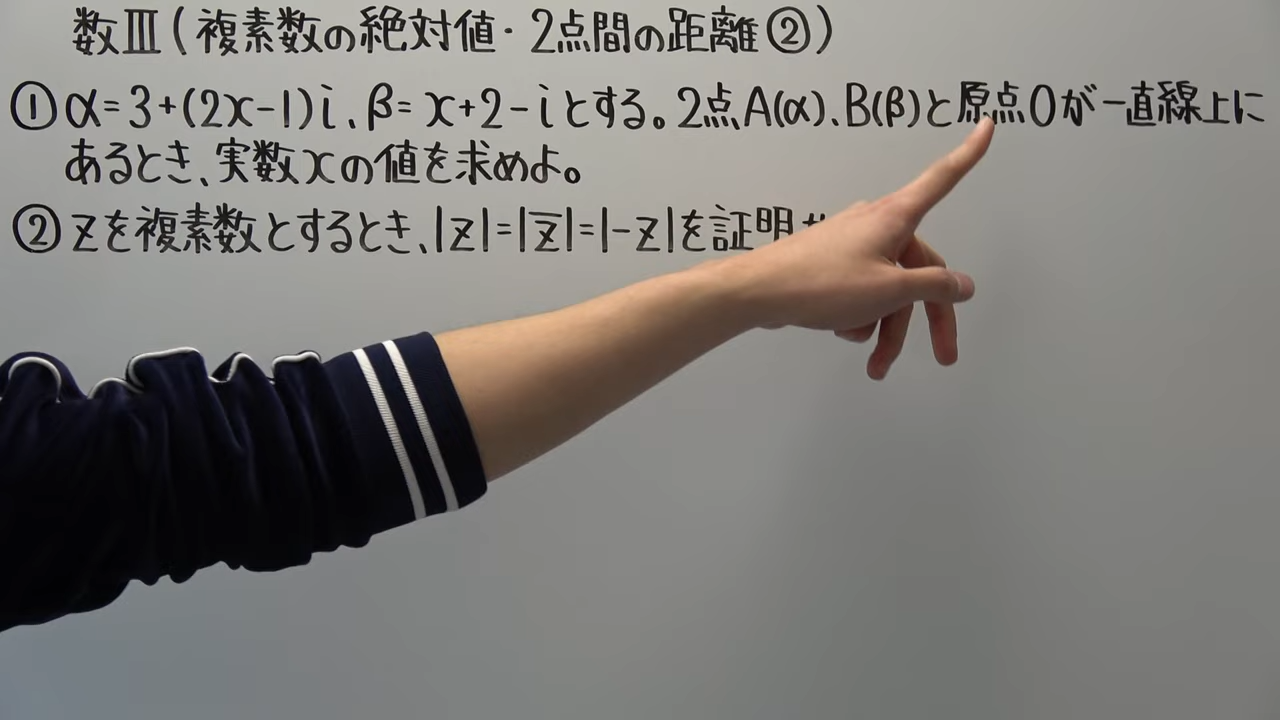 数III(複素数の絶対値・2点間の距離②)
①α=3+(2x-1)i、β=x+2-iとする。2点A(α)、B(β)と原点Oが一直線上に
あるとき、実数xの値を求めよ。
②zを複素数とするとき、|z|=|z̅|=|-z|を証明せ